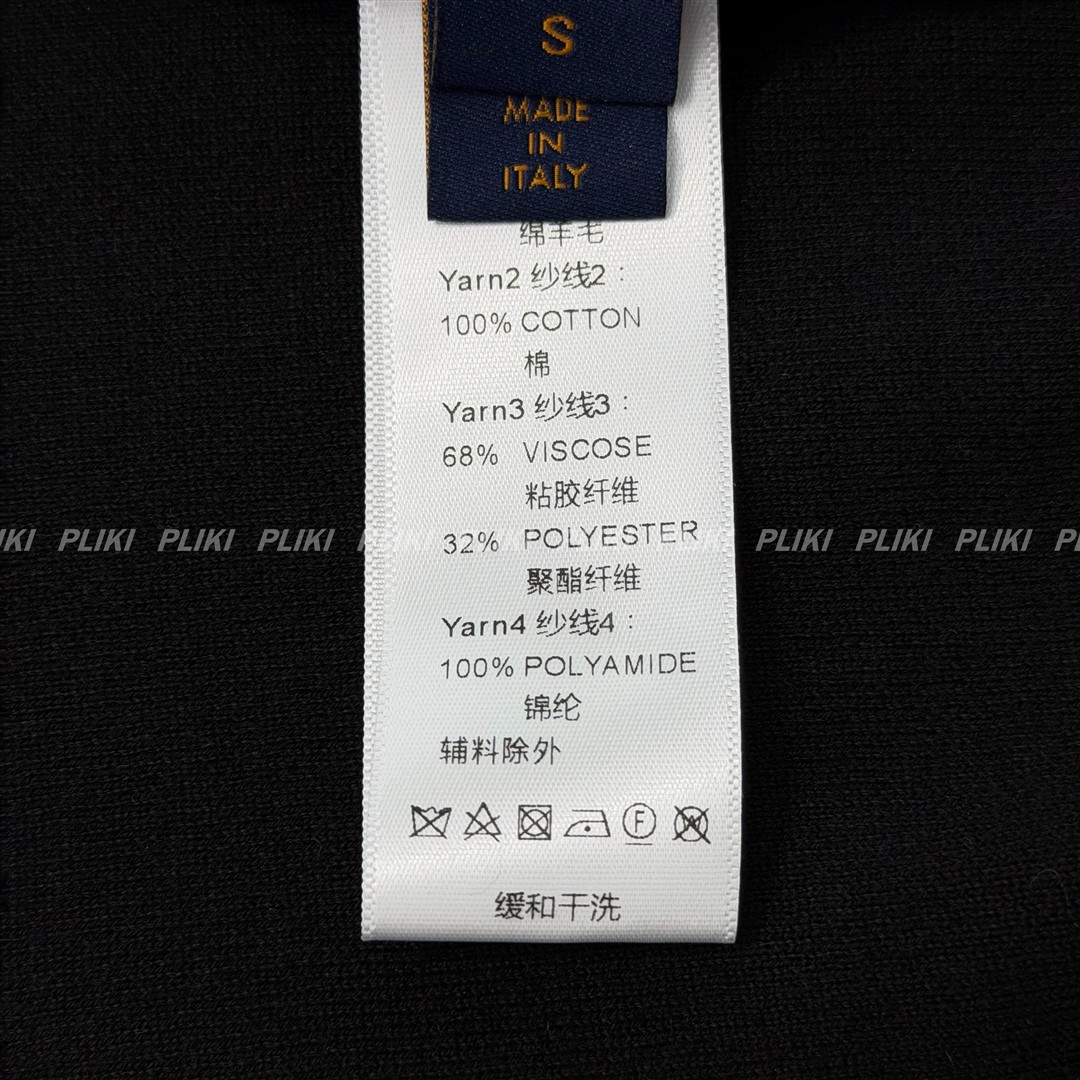 S
MADE
IN
ITALY
绵羊毛
Yarn2 纱线2：
100% COTTON
棉
Yarn3 纱线3：
68% VISCOSE
粘胶纤维
PLIKI PLIKI PLIKI PLIKI PLIKI PLIKI
32% POLYESTER
聚酯纤维
Yarn4 纱线4：
100% POLYAMIDE
锦纶
辅料除外
F
W
缓和干洗